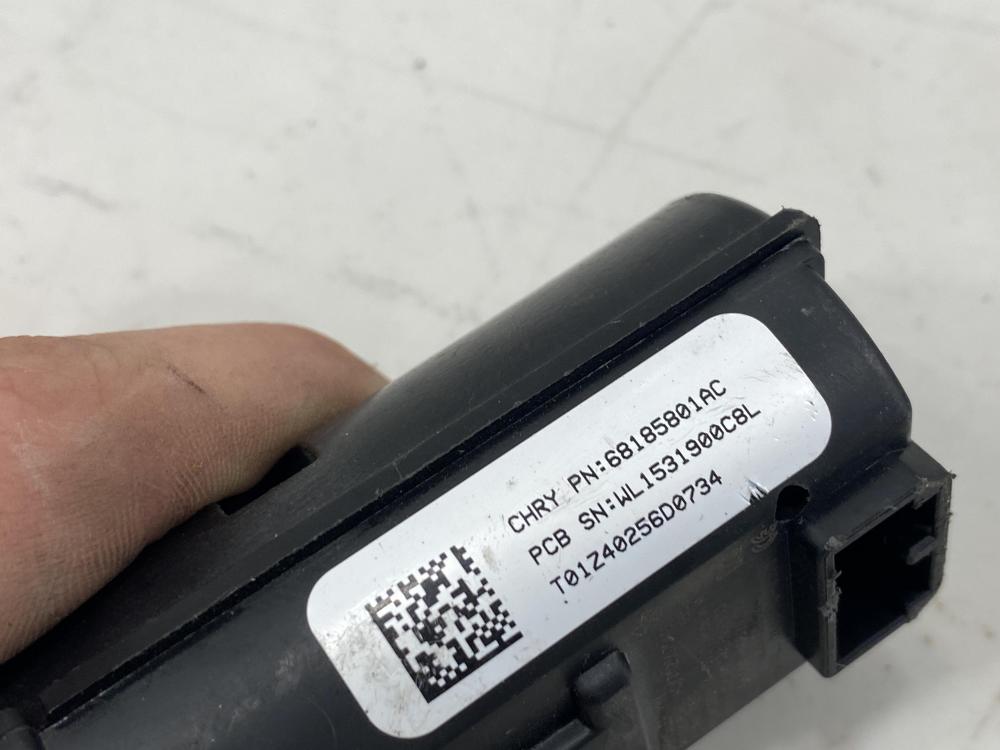 CHRY PN:68185801AC
PCB SN:WL1531900C8L
T01Z40256D0734